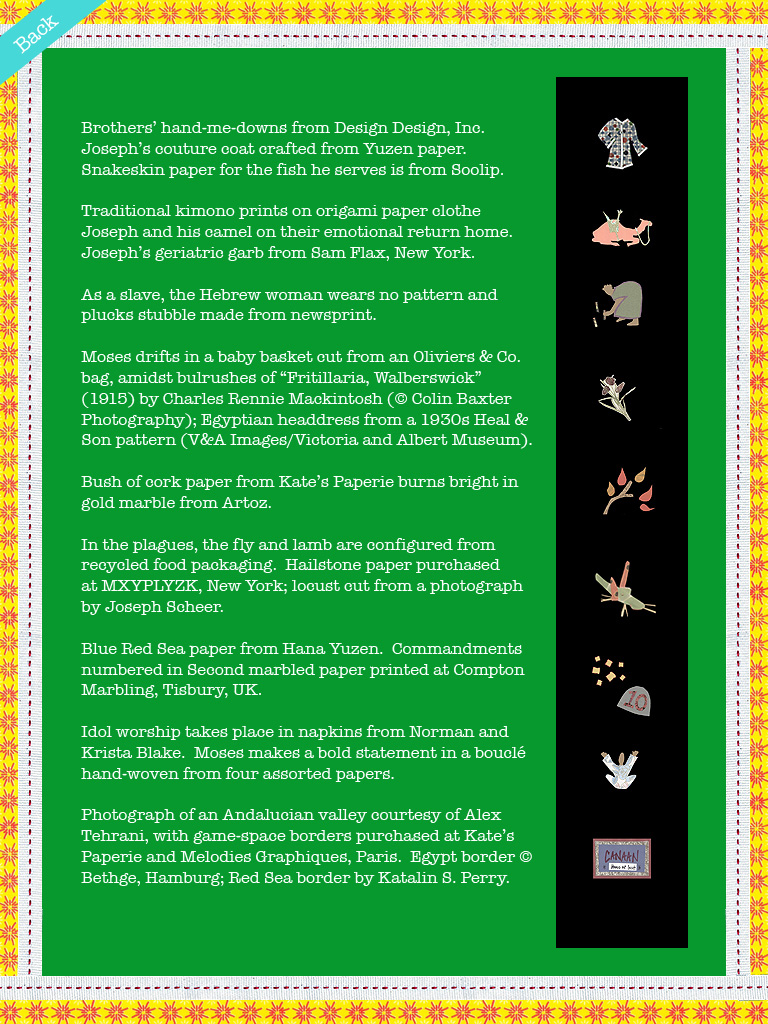 Back
Brothers’ hand-me-downs from Design Design, Inc.
Joseph’s couture coat crafted from Yuzen paper.
Snakeskin paper for the fish he serves is from Soolip.
Traditional kimono prints on origami paper clothe
Joseph and his camel on their emotional return home.
Joseph’s geriatric garb from Sam Flax, New York.
As a slave, the Hebrew woman wears no pattern and
plucks stubble made from newsprint.
Moses drifts in a baby basket cut from an Oliviers & Co.
bag, amidst bulrushes of “Fritillaria, Walberswick”
(1915) by Charles Rennie Mackintosh (© Colin Baxter
Photography); Egyptian headdress from a 1930s Heal &
Son pattern (V&A Images/Victoria and Albert Museum).
Bush of cork paper from Kate’s Paperie burns bright in
gold marble from Artoz.
In the plagues, the fly and lamb are configured from
recycled food packaging.  Hailstone paper purchased
at MXYPLYZK, New York; locust cut from a photograph
by Joseph Scheer.
Blue Red Sea paper from Hana Yuzen.  Commandments
numbered in Second marbled paper printed at Compton
Marbling, Tisbury, UK.
Idol worship takes place in napkins from Norman and
Krista Blake.  Moses makes a bold statement in a bouclé
hand-woven from four assorted papers.
Photograph of an Andalucian valley courtesy of Alex
Tehrani, with game-space borders purchased at Kate’s
Paperie and Melodies Graphiques, Paris.  Egypt border ©
Bethge, Hamburg; Red Sea border by Katalin S. Perry.
10
CANAAN